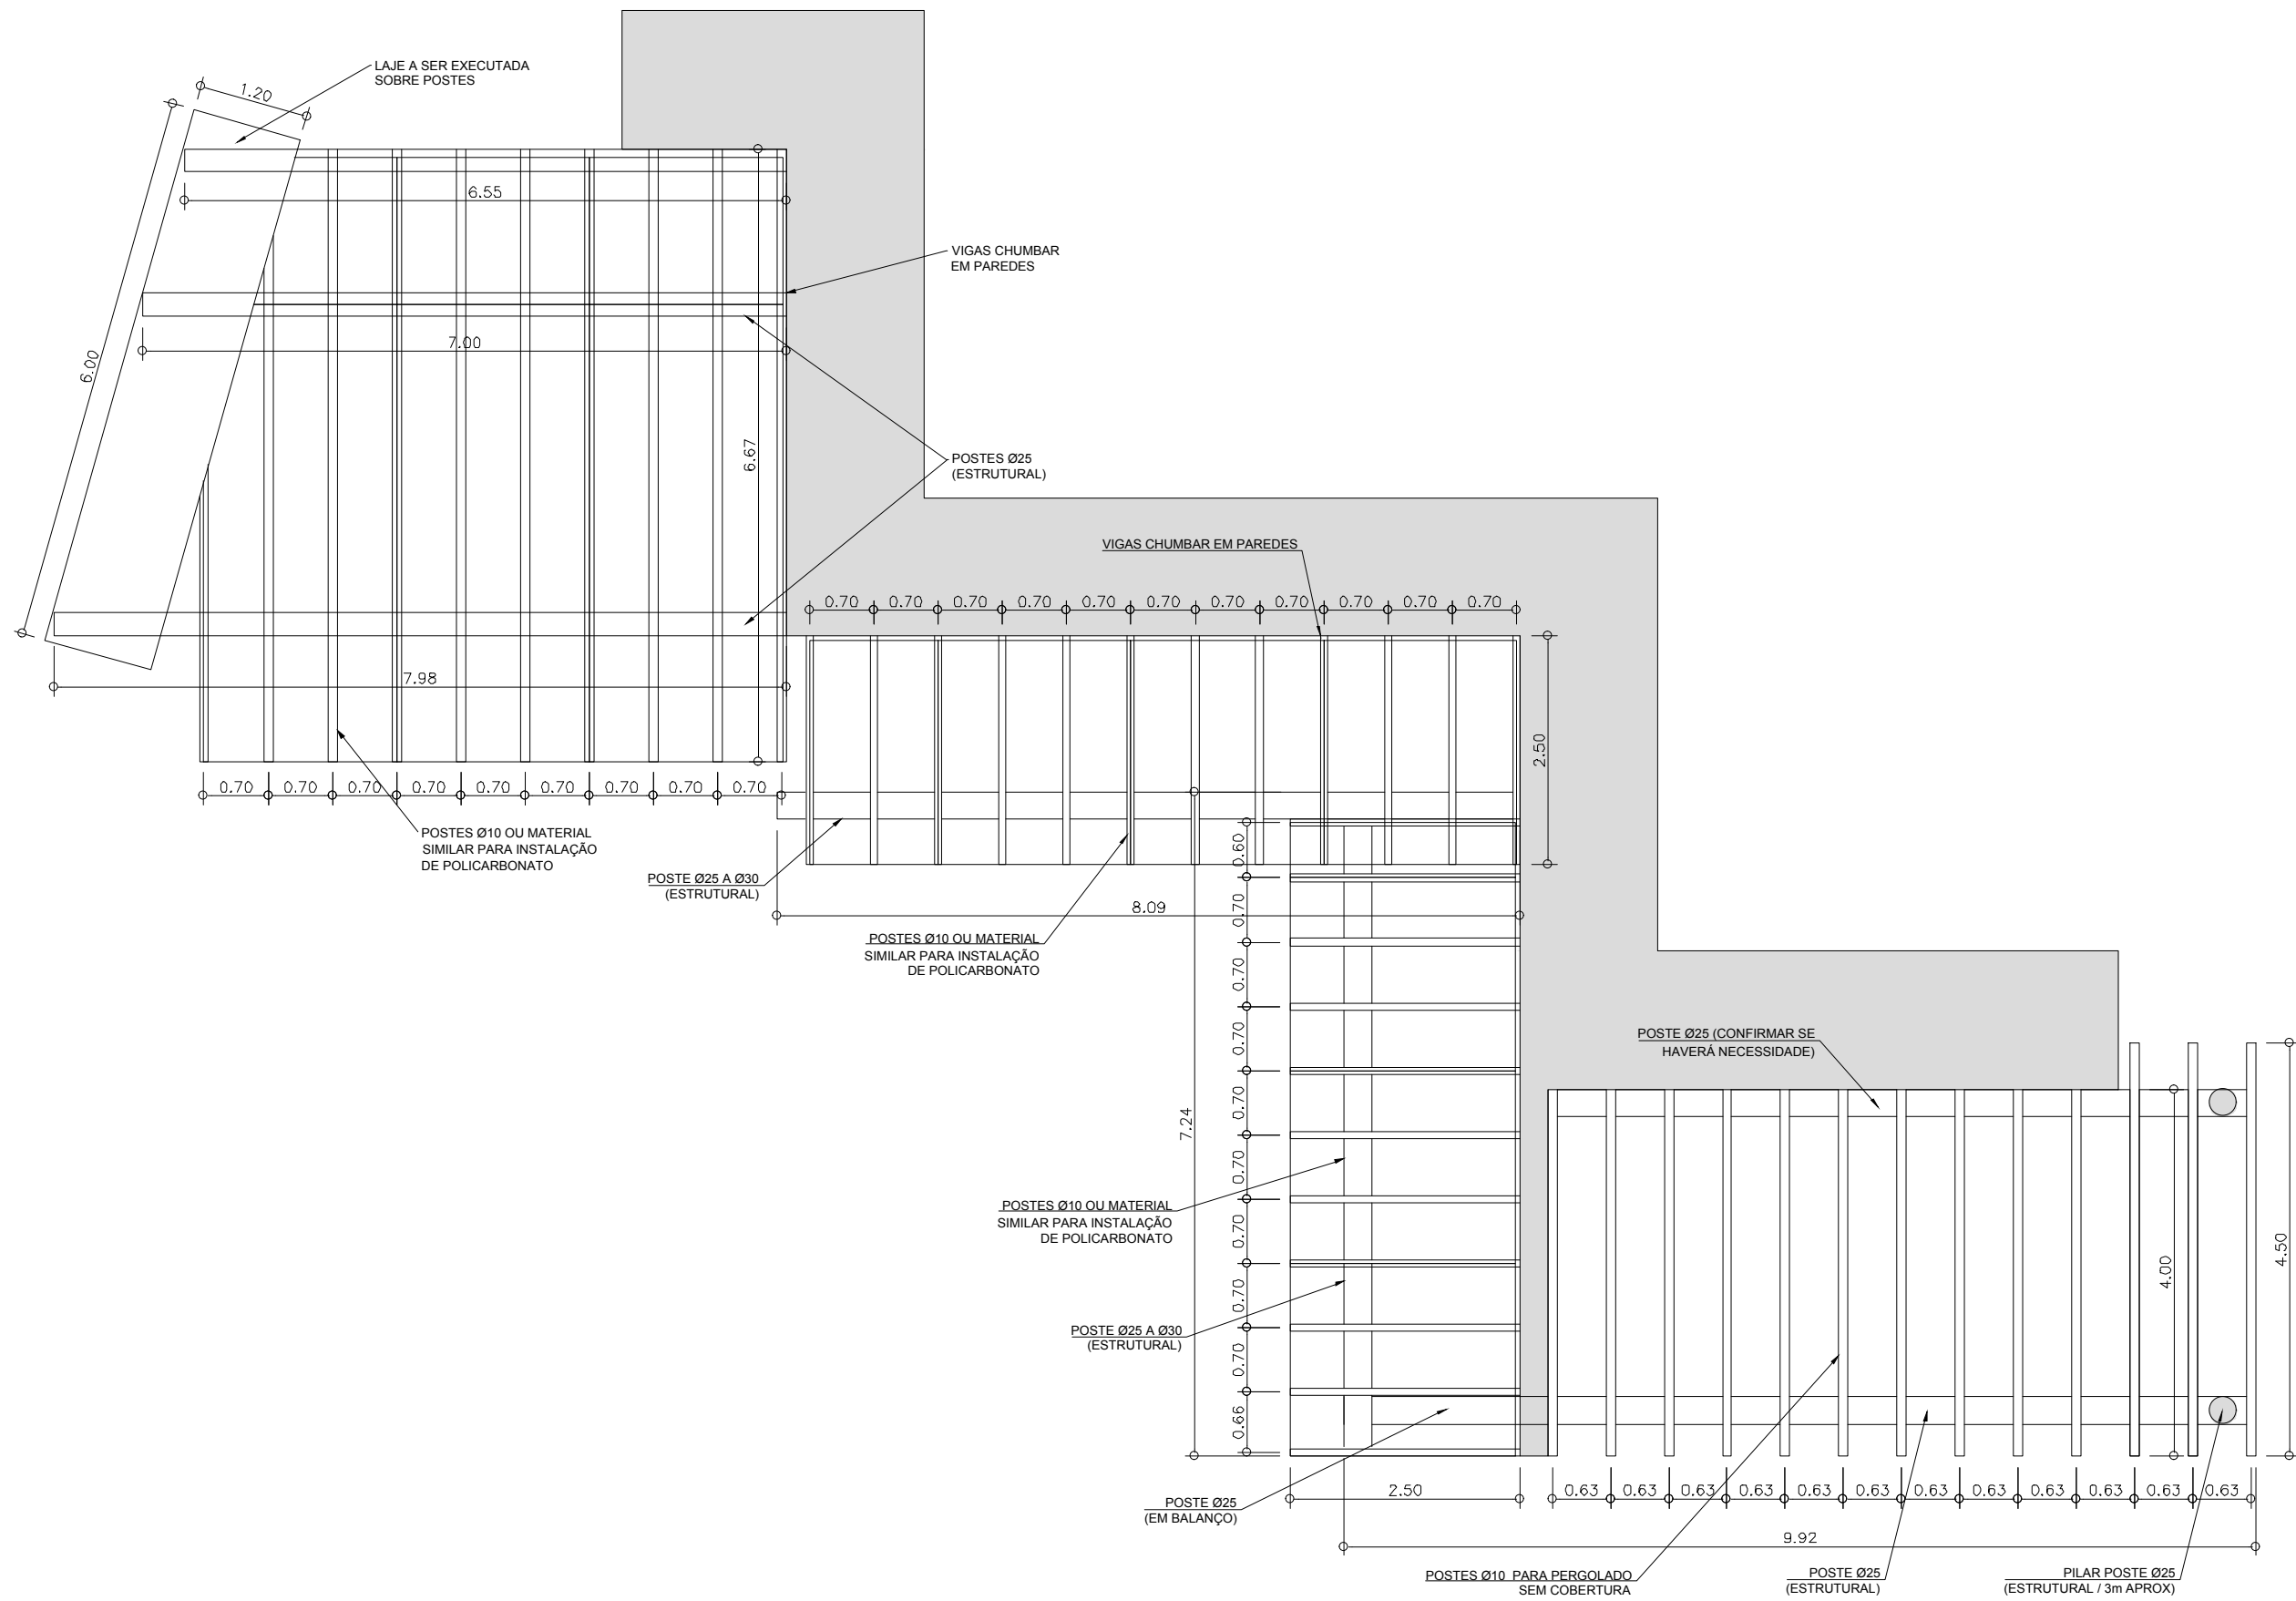 LAJE A SER EXECUTADA
SOBRE POSTES
1.20
6.55
VIGAS CHUMBAR
EM PAREDES
7.00
6.00
6.67
POSTES Ø25
(ESTRUTURAL)
VIGAS CHUMBAR EM PAREDES
0.70 0.70 0.70 0.70 0.70 0.70 0.70 0.70 0.70 0.70 0.70
7.98
2.50
0.70 0.70 0.70 0.70 0.70 0.70 0.70 0.70 0.70
POSTES Ø10 OU MATERIAL
SIMILAR PARA INSTALAÇÃO
DE POLICARBONATO
POSTE Ø25 A Ø30
(ESTRUTURAL)
8.09
POSTES Ø10 OU MATERIAL
SIMILAR PARA INSTALAÇÃO
DE POLICARBONATO
0.60
0.70
0.70
0.70
0.70
0.70
0.70
0.70
0.70
0.66
7.24
POSTE Ø25 (CONFIRMAR SE
HAVERÁ NECESSIDADE)
POSTES Ø10 OU MATERIAL
SIMILAR PARA INSTALAÇÃO
DE POLICARBONATO
4.00
4.50
POSTE Ø25 A Ø30
(ESTRUTURAL)
2.50
0.63 0.63 0.63 0.63 0.63 0.63 0.63 0.63 0.63 0.63 0.63 0.63
POSTE Ø25
(EM BALANÇO)
9.92
POSTES Ø10 PARA PERGOLADO
SEM COBERTURA
POSTE Ø25
(ESTRUTURAL)
PILAR POSTE Ø25
(ESTRUTURAL / 3m APROX)